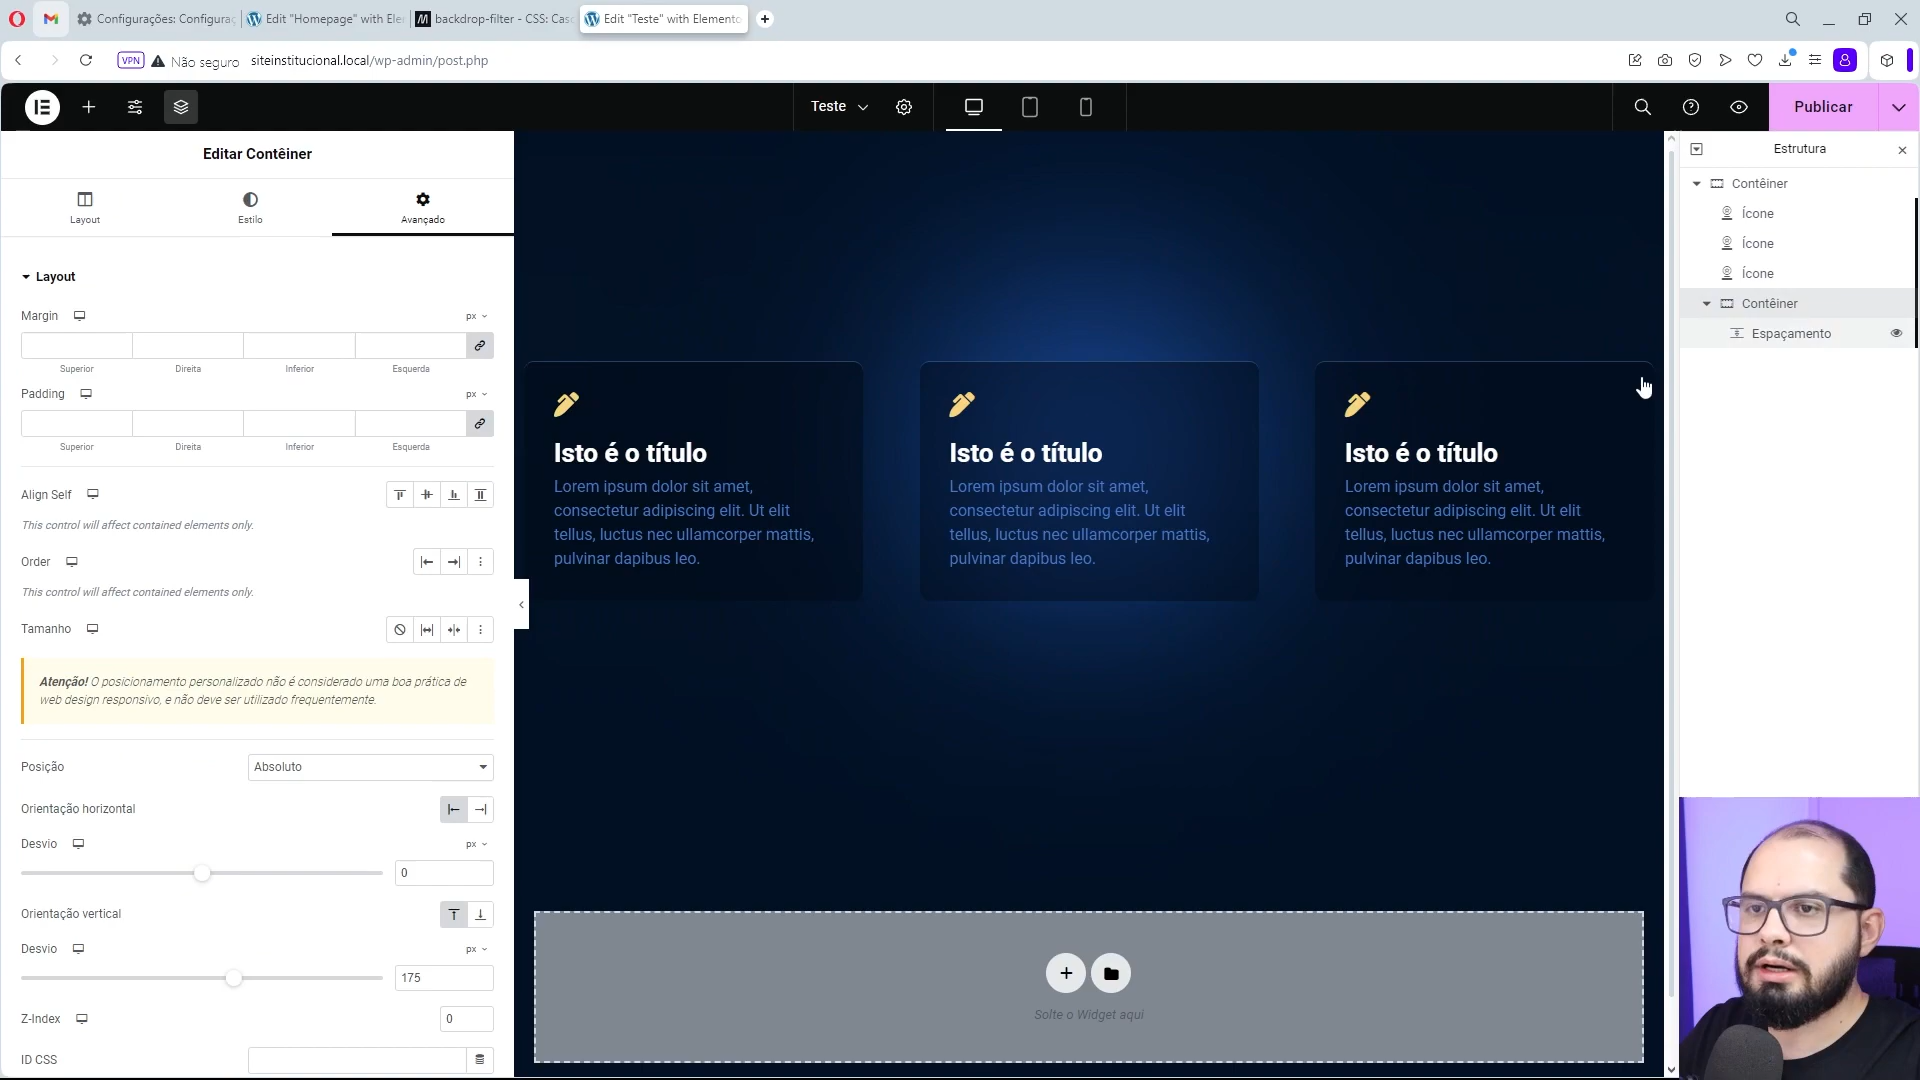 Configurações: Configuraç
Edit "Homepage" with Ele
backdrop-filter - CSS: Casc
Edit "Teste" with Elemento
VPN
Não seguro
siteinstitucional.local/wp-admin/post.php
Teste
Publicar
Editar Contêiner
Layout
Estilo
Avançado
Layout
Margin
px
Superior
Direita
Inferior
Esquerda
Padding
px
Superior
Direita
Inferior
Esquerda
Align Self
This control will affect contained elements only.
Order
This control will affect contained elements only.
Tamanho
Atenção! O posicionamento personalizado não é considerado uma boa prática de
web design responsivo, e não deve ser utilizado frequentemente.
Posição
Absoluto
Orientação horizontal
Desvio
px
0
Orientação vertical
Desvio
px
175
Z-Index
0
ID CSS
Isto é o título
Lorem ipsum dolor sit amet,
consectetur adipiscing elit. Ut elit
tellus, luctus nec ullamcorper mattis,
pulvinar dapibus leo.
Isto é o título
Lorem ipsum dolor sit amet,
consectetur adipiscing elit. Ut elit
tellus, luctus nec ullamcorper mattis,
pulvinar dapibus leo.
Isto é o título
Lorem ipsum dolor sit amet,
consectetur adipiscing elit. Ut elit
tellus, luctus nec ullamcorper mattis,
pulvinar dapibus leo.
Solte o Widget aqui
Estrutura
Contêiner
Ícone
Ícone
Ícone
Contêiner
Espaçamento